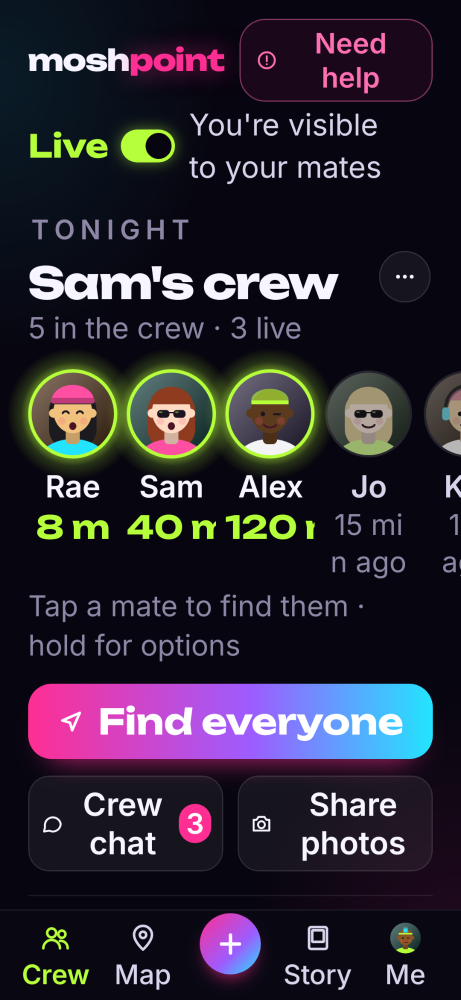 moshpoint
Need
help
Live
You're visible
to your mates
TONIGHT
Sam's crew
5 in the crew · 3 live
Rae
Sam
Alex
Jo
8 m
40 m
120
15 mi
n ago
Tap a mate to find them ·
hold for options
Find everyone
Crew
chat
3
Share
photos
Crew
Map
Story
Me